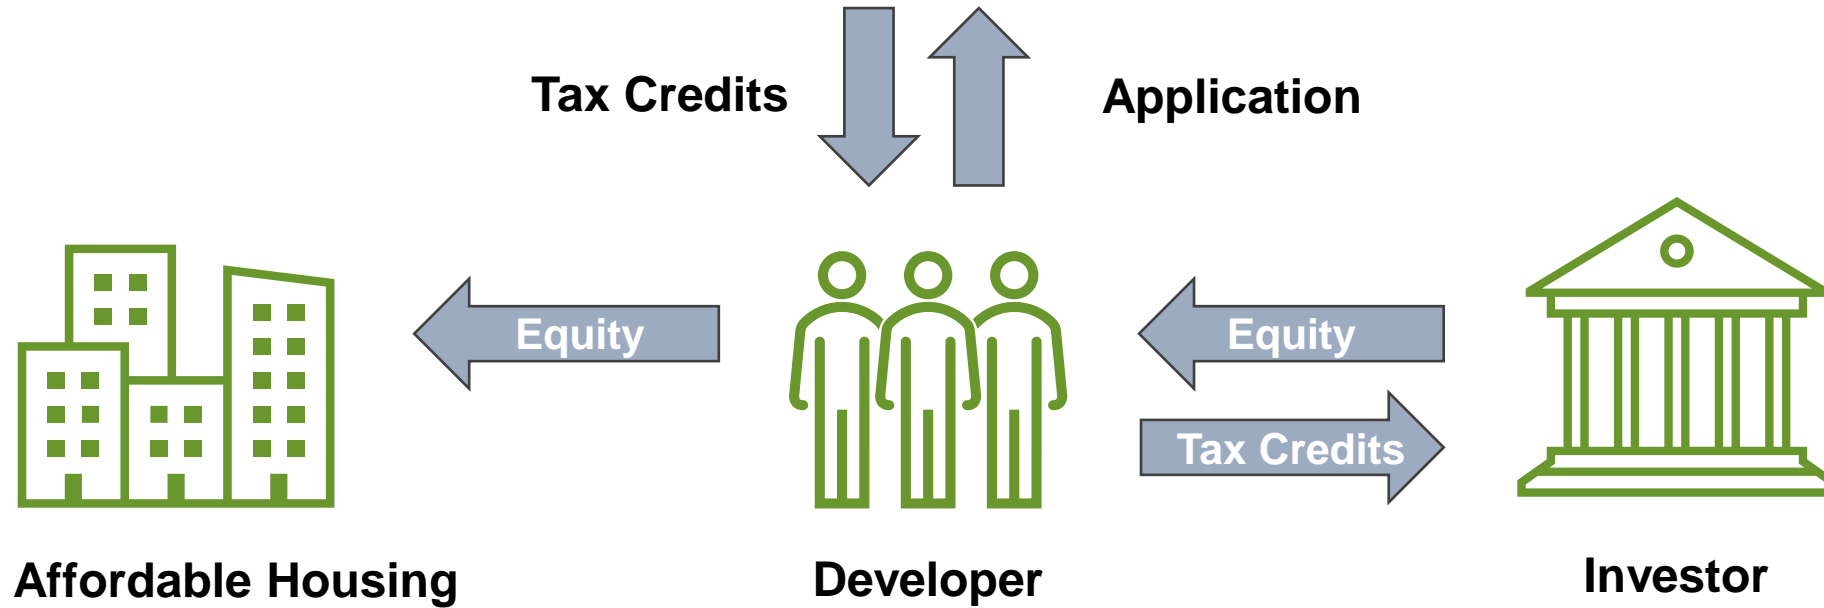 Tax Credits
Application
Equity
Equity
Tax Credits
Affordable Housing
Developer
Investor